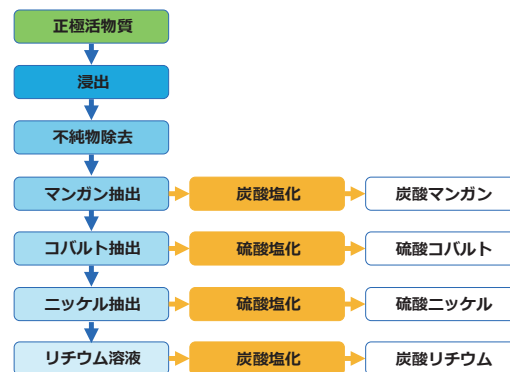 正極活物質
浸出
不純物除去
マンガン抽出
炭酸塩化
炭酸マンガン
コバルト抽出
硫酸塩化
硫酸コバルト
ニッケル抽出
硫酸塩化
硫酸ニッケル
リチウム溶液
炭酸塩化
炭酸リチウム